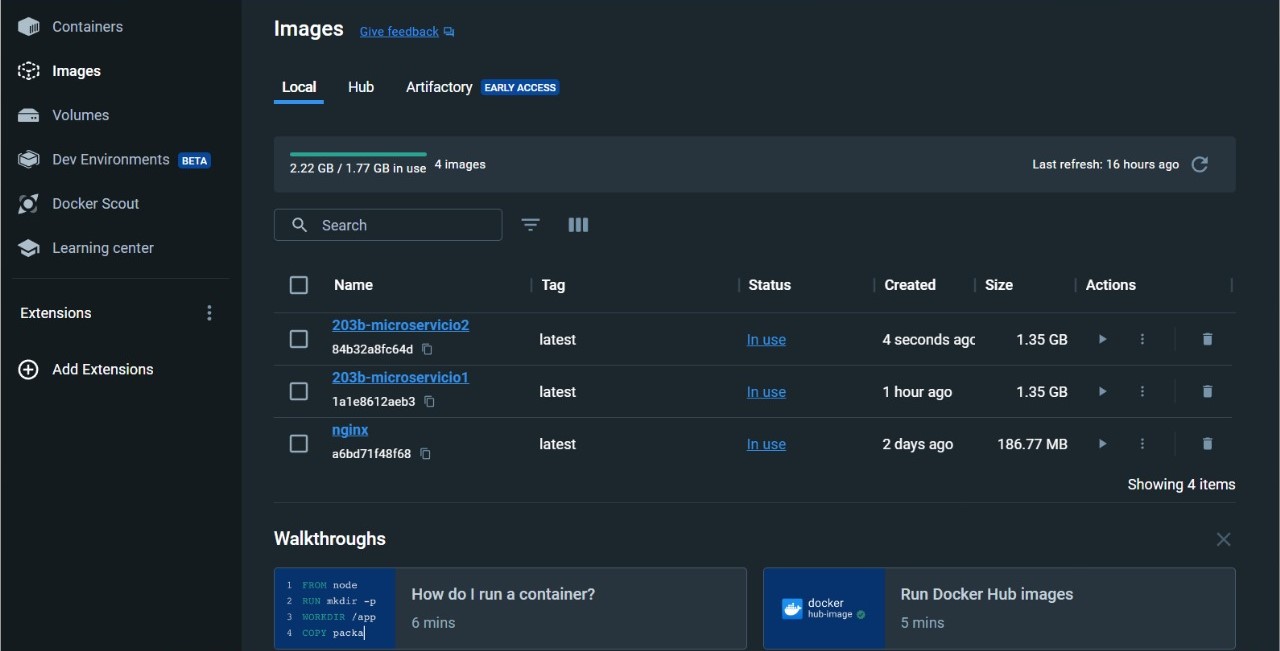 Containers
Images
Volumes
Dev Environments BETA
Docker Scout
Learning center
Extensions
Add Extensions
Images Give feedback
Local Hub Artifactory EARLY ACCESS
2.22 GB / 1.77 GB in use 4 images Last refresh: 16 hours ago
Search
Name Tag Status Created Size Actions
203b-microservicio2
84b32a8fc64d latest In use 4 seconds agc 1.35 GB
203b-microservicio1
1a1e8612aeb3 latest In use 1 hour ago 1.35 GB
nginx
a6bd71f48f68 latest In use 2 days ago 186.77 MB
Showing 4 items
Walkthroughs
1 FROM node
2 RUN mkdir -p
3 WORKDIR /app
4 COPY packa
How do I run a container?
6 mins
docker
hub-image
Run Docker Hub images
5 mins